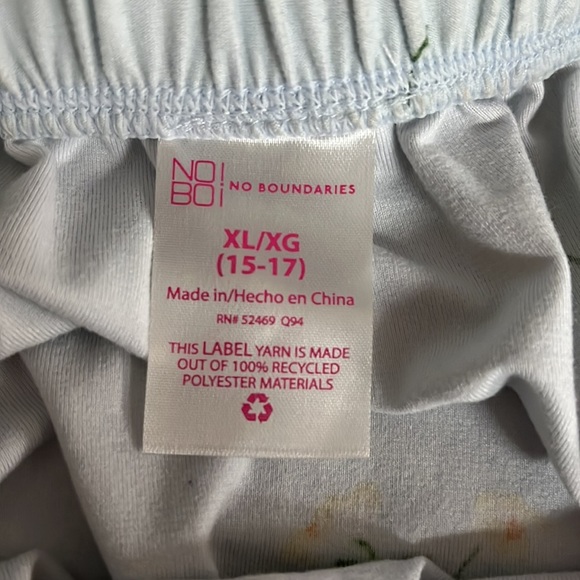 NO!
BO! NO BOUNDARIES
XL/XG
(15-17)
Made in/Hecho en China
RN# 52469 Q94
THIS LABEL YARN IS MADE
OUT OF 100% RECYCLED
POLYESTER MATERIALS